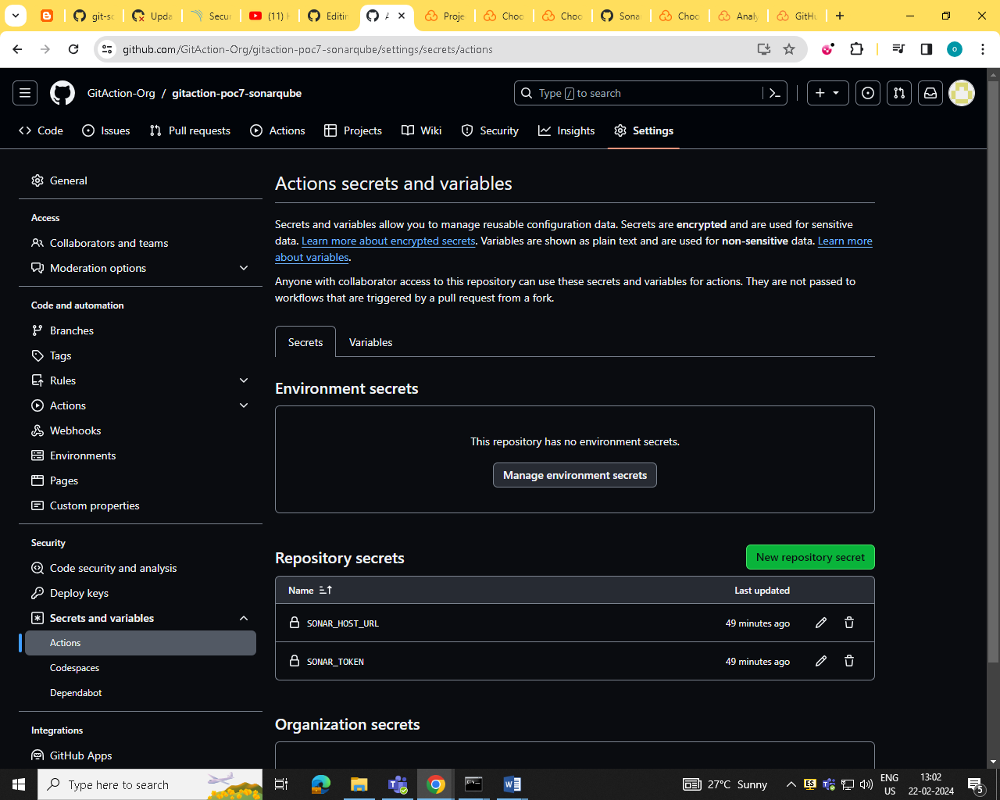 git-sc
Upda
Secur
(11) H
Editin
A
Proje
Choo
Choo
Sona
Choo
Analy
GitHu
github.com/GitAction-Org/gitaction-poc7-sonarqube/settings/secrets/actions
o
GitAction-Org / gitaction-poc7-sonarqube
Type / to search
Code
Issues
Pull requests
Actions
Projects
Wiki
Security
Insights
Settings
General
Access
Collaborators and teams
Moderation options
Code and automation
Branches
Tags
Rules
Actions
Webhooks
Environments
Pages
Custom properties
Security
Code security and analysis
Deploy keys
Secrets and variables
Actions
Codespaces
Dependabot
Integrations
GitHub Apps
Actions secrets and variables
Secrets and variables allow you to manage reusable configuration data. Secrets are encrypted and are used for sensitive
data. Learn more about encrypted secrets. Variables are shown as plain text and are used for non-sensitive data. Learn more
about variables.
Anyone with collaborator access to this repository can use these secrets and variables for actions. They are not passed to
workflows that are triggered by a pull request from a fork.
Secrets
Variables
Environment secrets
This repository has no environment secrets.
Manage environment secrets
Repository secrets
New repository secret
Name
Last updated
SONAR_HOST_URL
49 minutes ago
SONAR_TOKEN
49 minutes ago
Organization secrets
Type here to search
27°C Sunny
ES
ENG
US
13:02
22-02-2024
5